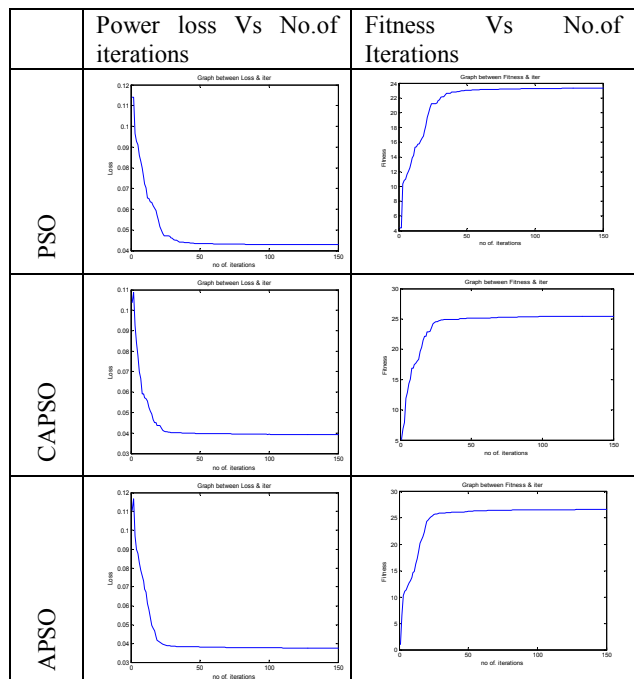 Power loss Vs No.of
iterations
Fitness Vs No.of
Iterations
PSO
Graph between Loss & iter
0.12
0.11
0.1
0.09
0.08
0.07
0.06
0.05
0.04
0 50 100 150
Loss
no of. iterations
Graph between Fitness & iter
24
22
20
18
16
14
12
10
8
6
4
0 50 100 150
Fitness
no of. iterations
CAPSO
Graph between Loss & iter
0.11
0.1
0.09
0.08
0.07
0.06
0.05
0.04
0.03
0 50 100 150
Loss
no of. iterations
Graph between Fitness & iter
30
25
20
15
10
5
0 50 100 150
Fitness
no of. iterations
APSO
Graph between Loss & iter
0.12
0.11
0.1
0.09
0.08
0.07
0.06
0.05
0.04
0.03
0 50 100 150
Loss
no of. iterations
Graph between Fitness & iter
30
25
20
15
10
5
0
0 50 100 150
Fitness
no of. iterations